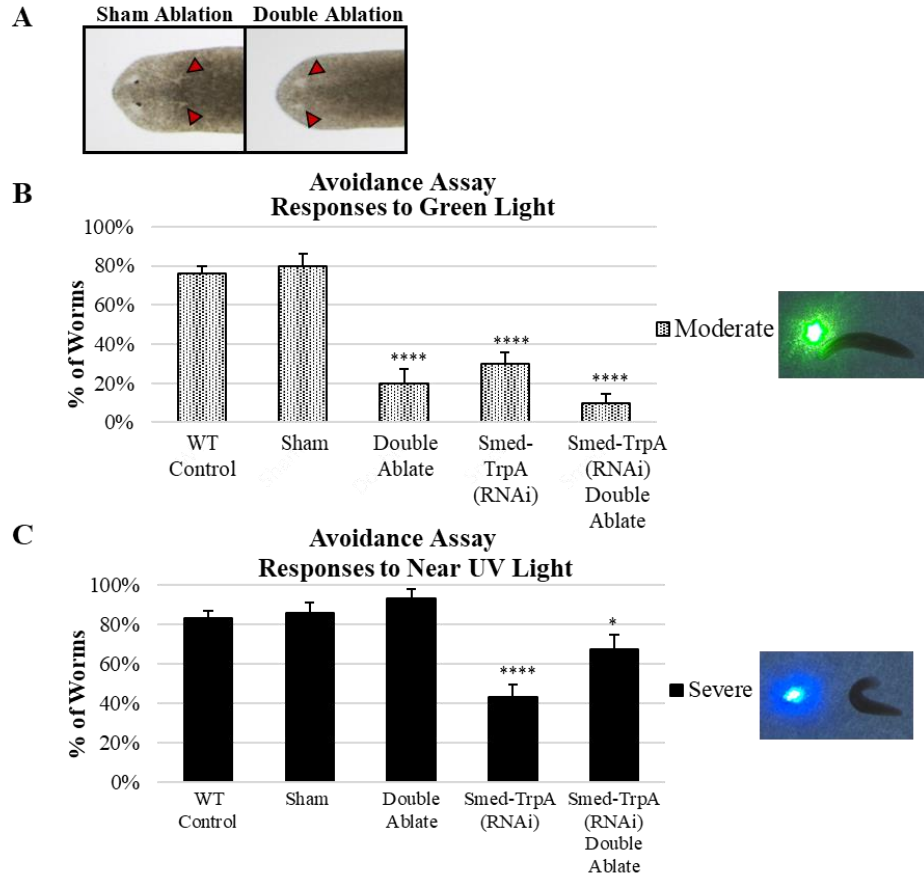 A
Sham Ablation Double Ablation
B
Avoidance Assay
Responses to Green Light
100%
80%
60%
40%
20%
0%
% of Worms
****
****
****
WT
Control
Sham
Double
Ablate
Smed-
TrpA
(RNAi)
Smed-TrpA
(RNAi)
Double
Ablate
Moderate
C
Avoidance Assay
Responses to Near UV Light
100%
80%
60%
40%
20%
0%
% of Worms
****
*
WT
Control
Sham
Double
Ablate
Smed-TrpA
(RNAi)
Smed-TrpA
(RNAi)
Double
Ablate
Severe